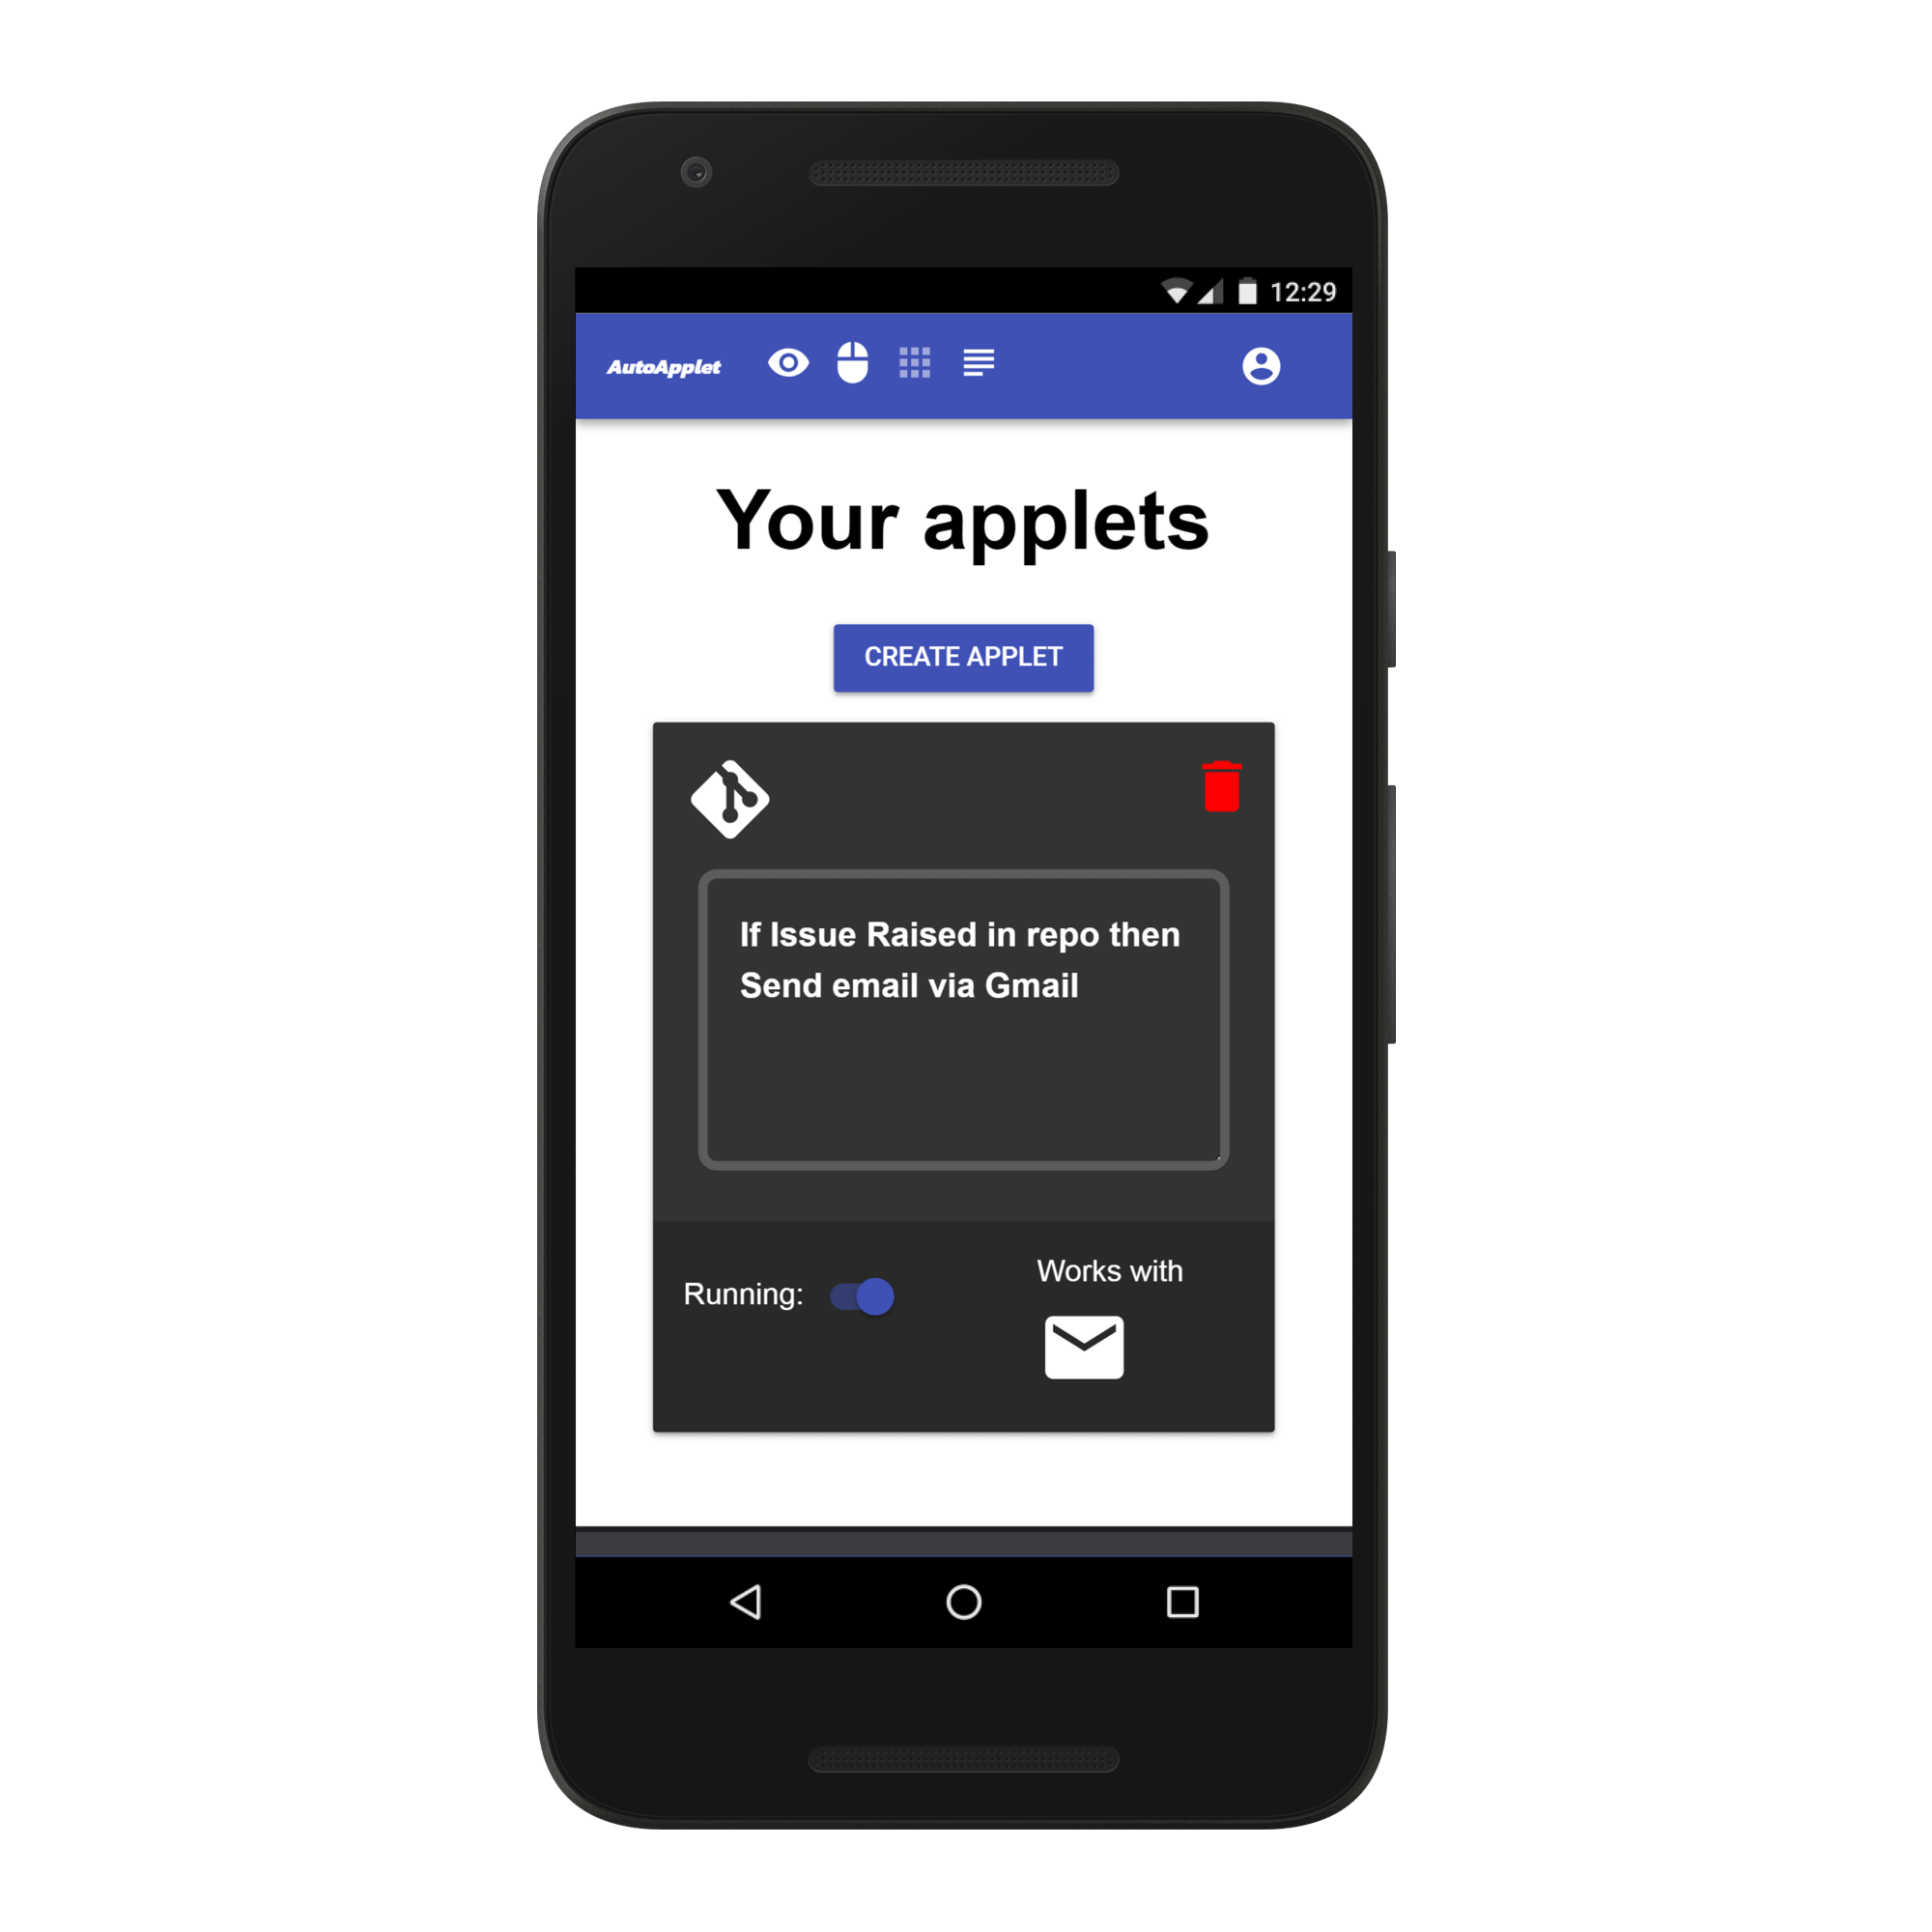 12:29
AutoApplet
Your applets
CREATE APPLET
If Issue Raised in repo then
Send email via Gmail
Works with
Running: